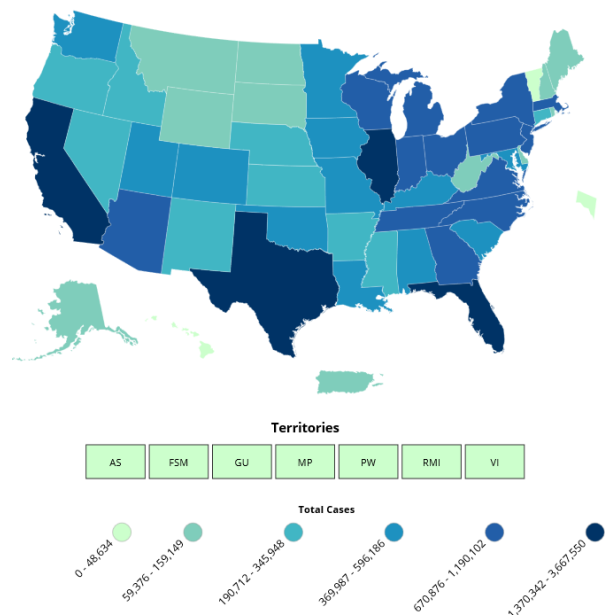 Territories
AS FSM GU MP PW RMI VI
Total Cases
0 - 48,634
59,376 - 159,149
190,712 - 345,948
369,987 - 596,186
670,876 - 1,190,102
1,370,342 - 3,667,550